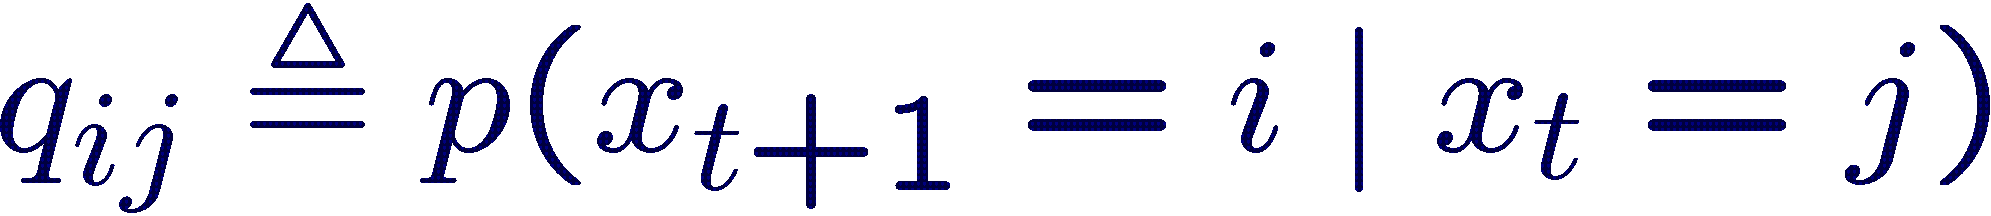 q_{ij} ≜ p(x_{t+1} = i | x_t = j)